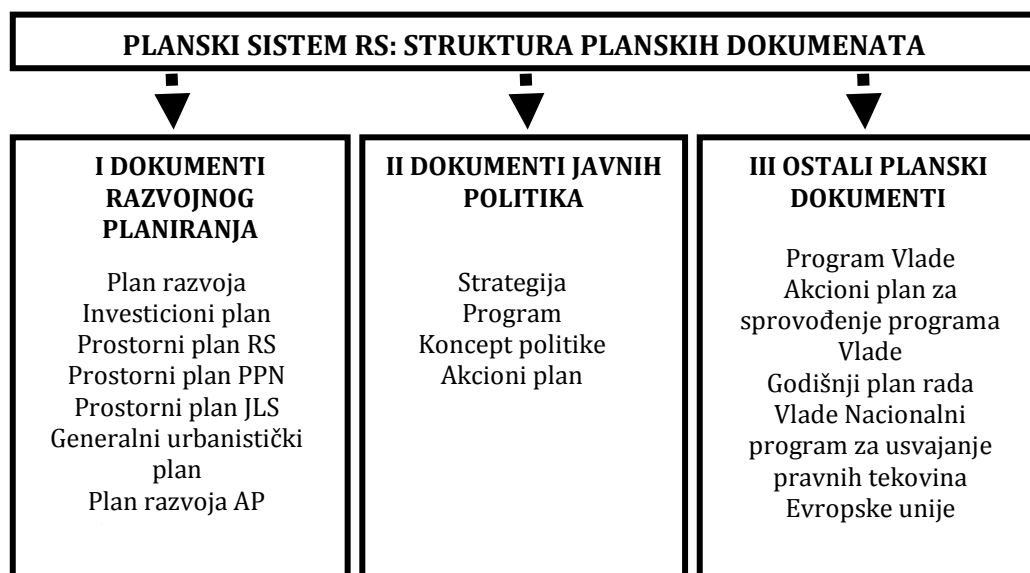 PLANSKI SISTEM RS: STRUKTURA PLANSKIH DOKUMENATA
I DOKUMENTI
RAZVOJNOG
PLANIRANJA
Plan razvoja
Investicioni plan
Prostorni plan RS
Prostorni plan PPN
Prostorni plan JLS
Generalni urbanistički
plan
Plan razvoja AP
II DOKUMENTI JAVNIH
POLITIKA
Strategija
Program
Koncept politike
Akcioni plan
III OSTALI PLANSKI
DOKUMENTI
Program Vlade
Akcioni plan za
sprovođenje programa
Vlade
Godišnji plan rada
Vlade Nacionalni
program za usvajanje
pravnih tekovina
Evropske unije